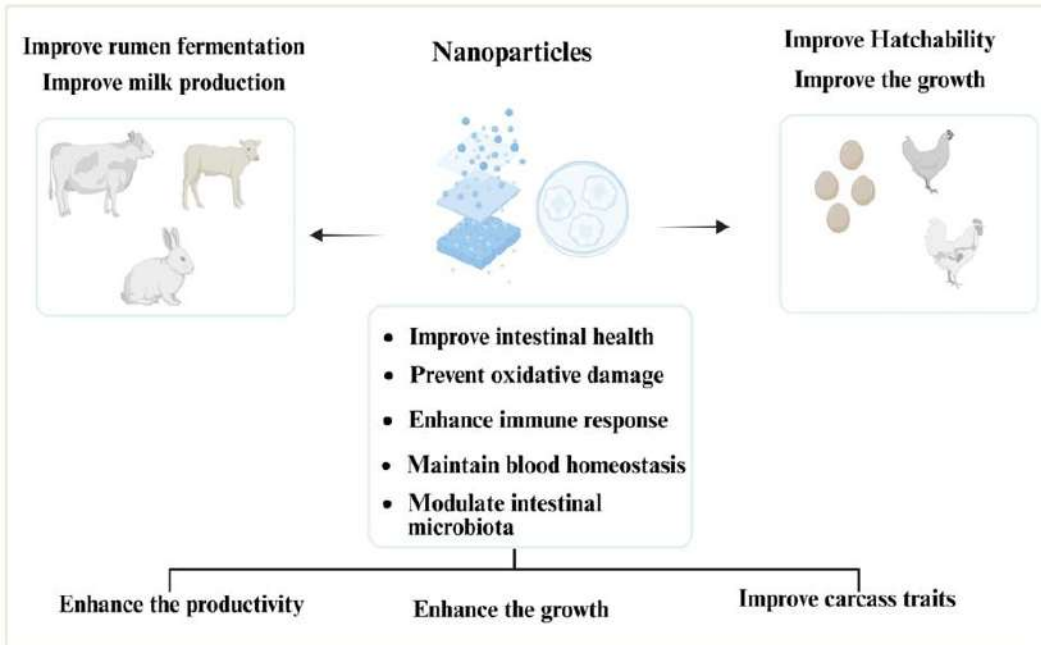 Improve rumen fermentation
Improve milk production
Nanoparticles
Improve Hatchability
Improve the growth
• Improve intestinal health
• Prevent oxidative damage
• Enhance immune response
• Maintain blood homeostasis
• Modulate intestinal
microbiota
Enhance the productivity
Enhance the growth
Improve carcass traits